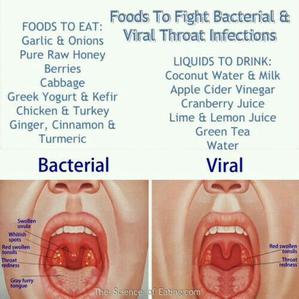 Foods To Fight Bacterial &
Viral Throat Infections
FOODS TO EAT:
Garlic & Onions
Pure Raw Honey
Berries
Cabbage
Greek Yogurt & Kefir
Chicken & Turkey
Ginger, Cinnamon &
Turmeric
LIQUIDS TO DRINK:
Coconut Water & Milk
Apple Cider Vinegar
Cranberry Juice
Lime & Lemon Juice
Green Tea
Water
Bacterial
Swollen
uvula
Whitish
spots
Red swollen
tonsils
Throat
redness
Gray furry
tongue
Viral
Red swollen
tonsils
Throat
redness
The-Science-of-Eating.com